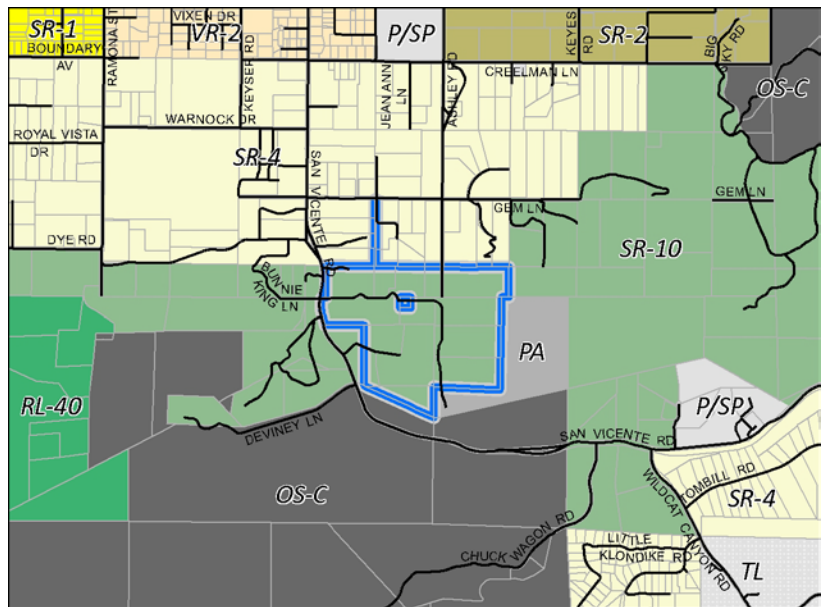 SR-1
BOUNDARY
AV
RAMONA ST
VIXEN DR
VR-2
KEYSER RD
P/SP
SR-2
KEYES
RD
BIG
SKY RD
OS-C
JEAN ANN
LN
ASHLEY RD
CREELMAN LN
WARNOCK DR
ROYAL VISTA
DR
SR-4
SAN VICENTE RD
GEM LN
GEM LN
DYE RD
SR-10
BUNNIE
KING LN
PA
RL-40
P/SP
DEVINEY LN
SAN VICENTE RD
TOMBILL RD
SR-4
WILDCAT CANYON RD
OS-C
CHUCK WAGON RD
LITTLE
KLONDIKE RD
TL